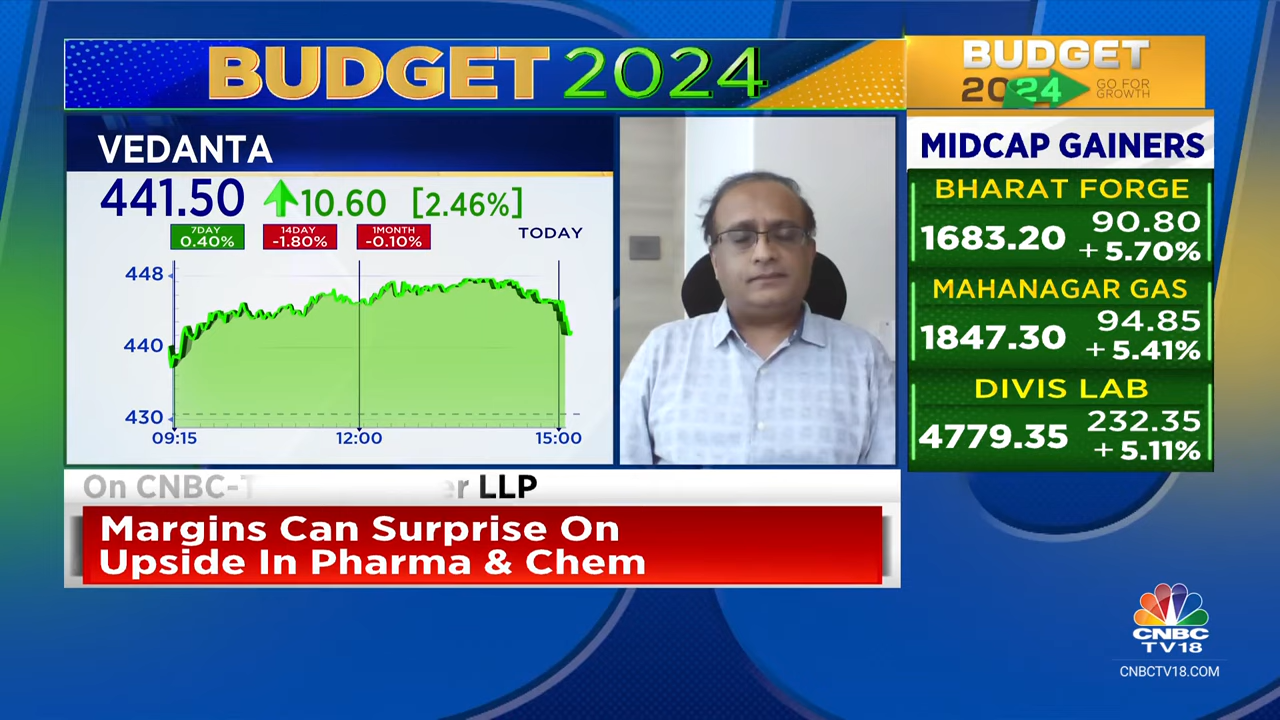 BUDGET 2024
BUDGET
2024 GO FOR
GROWTH
VEDANTA
441.50 10.60 [2.46%]
7DAY
0.40%
14DAY
-1.80%
1MONTH
-0.10%
TODAY
448
440
430
09:15 12:00 15:00
MIDCAP GAINERS
BHARAT FORGE
1683.20 90.80
+ 5.70%
MAHANAGAR GAS
1847.30 94.85
+ 5.41%
DIVIS LAB
4779.35 232.35
+ 5.11%
On CNBC-T er LLP
Margins Can Surprise On
Upside In Pharma & Chem
CNBC
TV18
CNBCTV18.COM